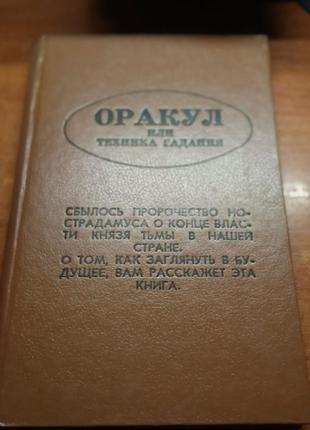 ОРАКУЛ
ИЛИ
ТЕХНИКА ГАДАНИЯ
СБЫЛОСЬ ПРОРОЧЕСТВО НО-
СТРАДАМУСА О КОНЦЕ ВЛАС-
ТИ КНЯЗЯ ТЬМЫ В НАШЕЙ
СТРАНЕ.
О ТОМ, КАК ЗАГЛЯНУТЬ В БУ-
ДУЩЕЕ, ВАМ РАССКАЖЕТ ЭТА
КНИГА.